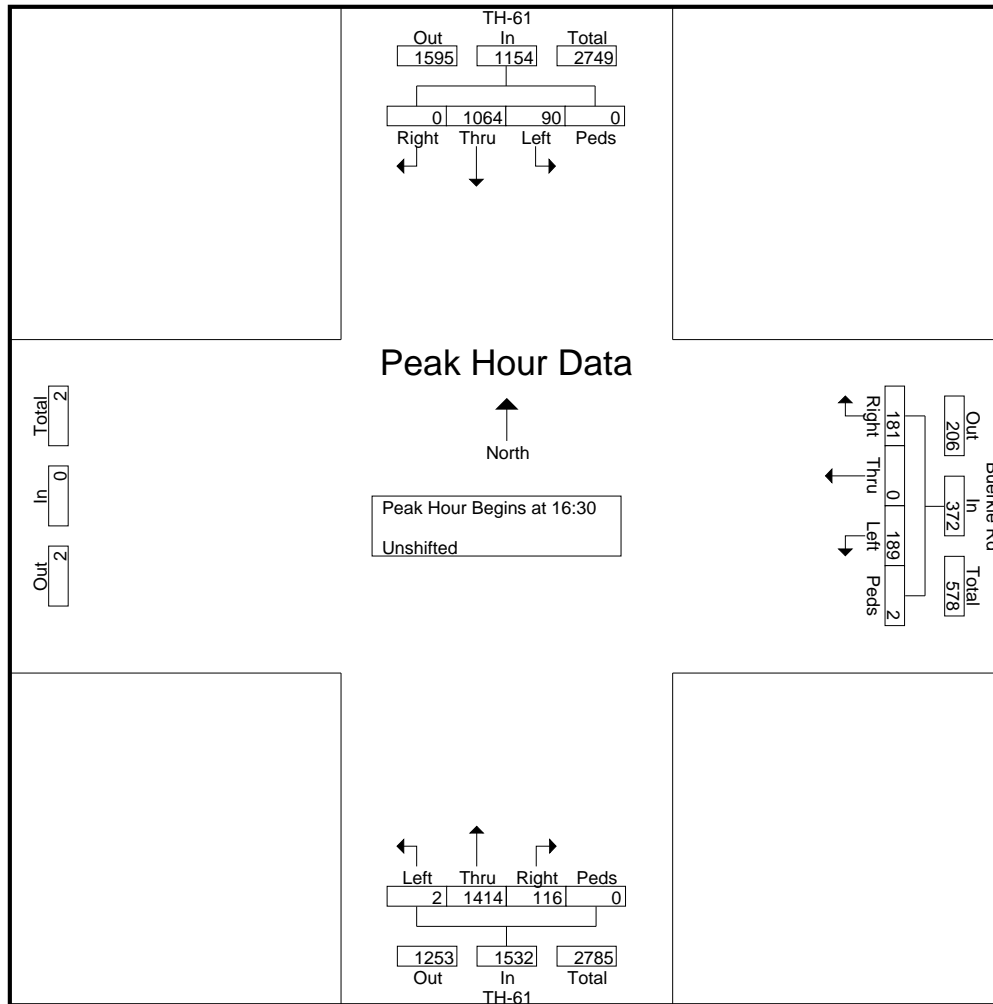 TH-61
Out In Total
1595 1154 2749
0 1064 90 0
Right Thru Left Peds
Peak Hour Data
North
Peak Hour Begins at 16:30
Unshifted
Total
2
In
0
Out
2
Right Thru Left Peds
181 0 189 2
Out In Total
206 372 578
Left Thru Right Peds
2 1414 116 0
1253 1532 2785
Out In Total
TH-61